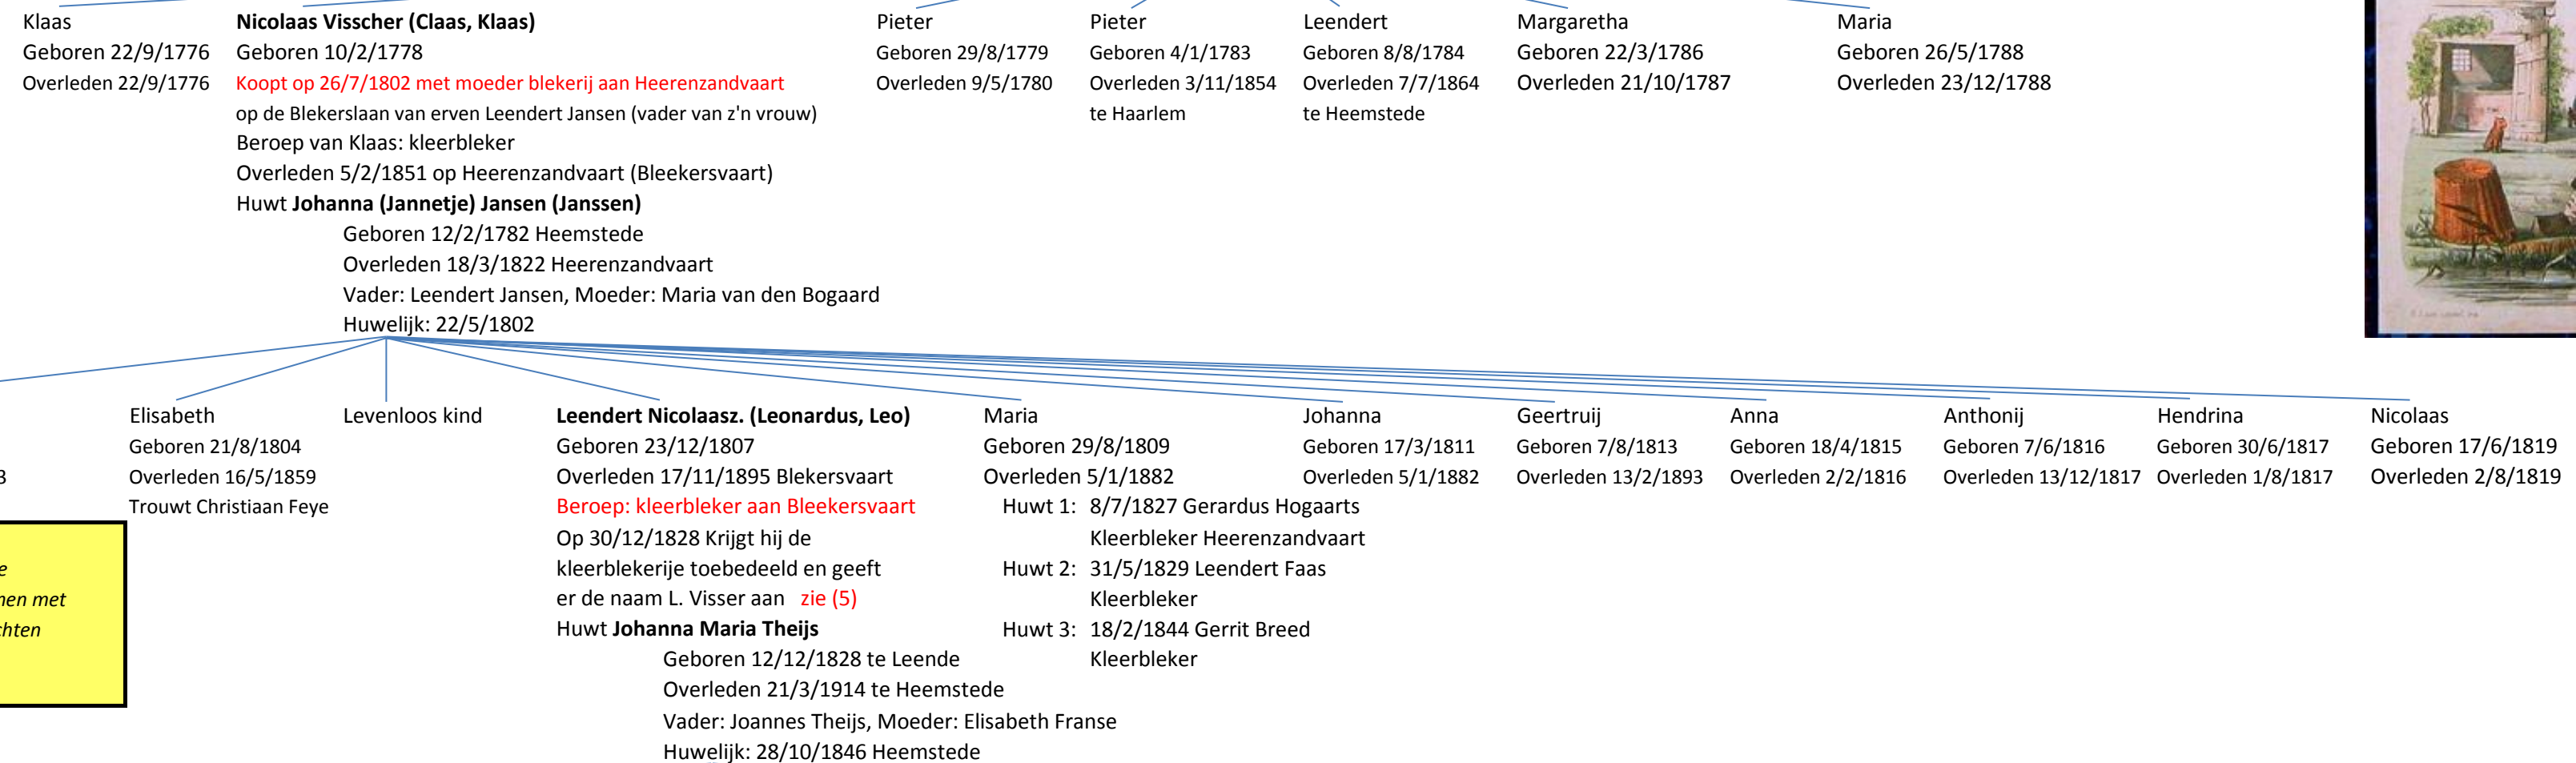 Klaas
Geboren 22/9/1776
Overleden 22/9/1776
Nicolaas Visscher (Claas, Klaas)
Geboren 10/2/1778
Koopt op 26/7/1802 met moeder blekerij aan Heerenzandvaart
op de Blekerslaan van erven Leendert Jansen (vader van z'n vrouw)
Beroep van Klaas: kleerbleker
Overleden 5/2/1851 op Heerenzandvaart (Bleekersvaart)
Huwt Johanna (Jannetje) Jansen (Janssen)
Geboren 12/2/1782 Heemstede
Overleden 18/3/1822 Heerenzandvaart
Vader: Leendert Jansen, Moeder: Maria van den Bogaard
Huwelijk: 22/5/1802
Pieter
Geboren 29/8/1779
Overleden 9/5/1780
Pieter
Geboren 4/1/1783
Overleden 3/11/1854
te Haarlem
Leendert
Geboren 8/8/1784
Overleden 7/7/1864
te Heemstede
Margaretha
Geboren 22/3/1786
Overleden 21/10/1787
Maria
Geboren 26/5/1788
Overleden 23/12/1788
3
e
nen met
chten
Elisabeth
Geboren 21/8/1804
Overleden 16/5/1859
Trouwt Christiaan Feye
Levenloos kind
Leendert Nicolaasz. (Leonardus, Leo)
Geboren 23/12/1807
Overleden 17/11/1895 Blekersvaart
Beroep: kleerbleker aan Bleekersvaart
Op 30/12/1828 Krijgt hij de
kleerblekerije toebedeeld en geeft
er de naam L. Visser aan zie (5)
Huwt Johanna Maria Theijs
Geboren 12/12/1828 te Leende
Overleden 21/3/1914 te Heemstede
Vader: Joannes Theijs, Moeder: Elisabeth Franse
Huwelijk: 28/10/1846 Heemstede
Maria
Geboren 29/8/1809
Overleden 5/1/1882
Huwt 1: 8/7/1827 Gerardus Hogaarts
Kleerbleker Heerenzandvaart
Huwt 2: 31/5/1829 Leendert Faas
Kleerbleker
Huwt 3: 18/2/1844 Gerrit Breed
Kleerbleker
Johanna
Geboren 17/3/1811
Overleden 5/1/1882
Geertruij
Geboren 7/8/1813
Overleden 13/2/1893
Anna
Geboren 18/4/1815
Overleden 2/2/1816
Anthonij
Geboren 7/6/1816
Overleden 13/12/1817
Hendrina
Geboren 30/6/1817
Overleden 1/8/1817
Nicolaas
Geboren 17/6/1819
Overleden 2/8/1819